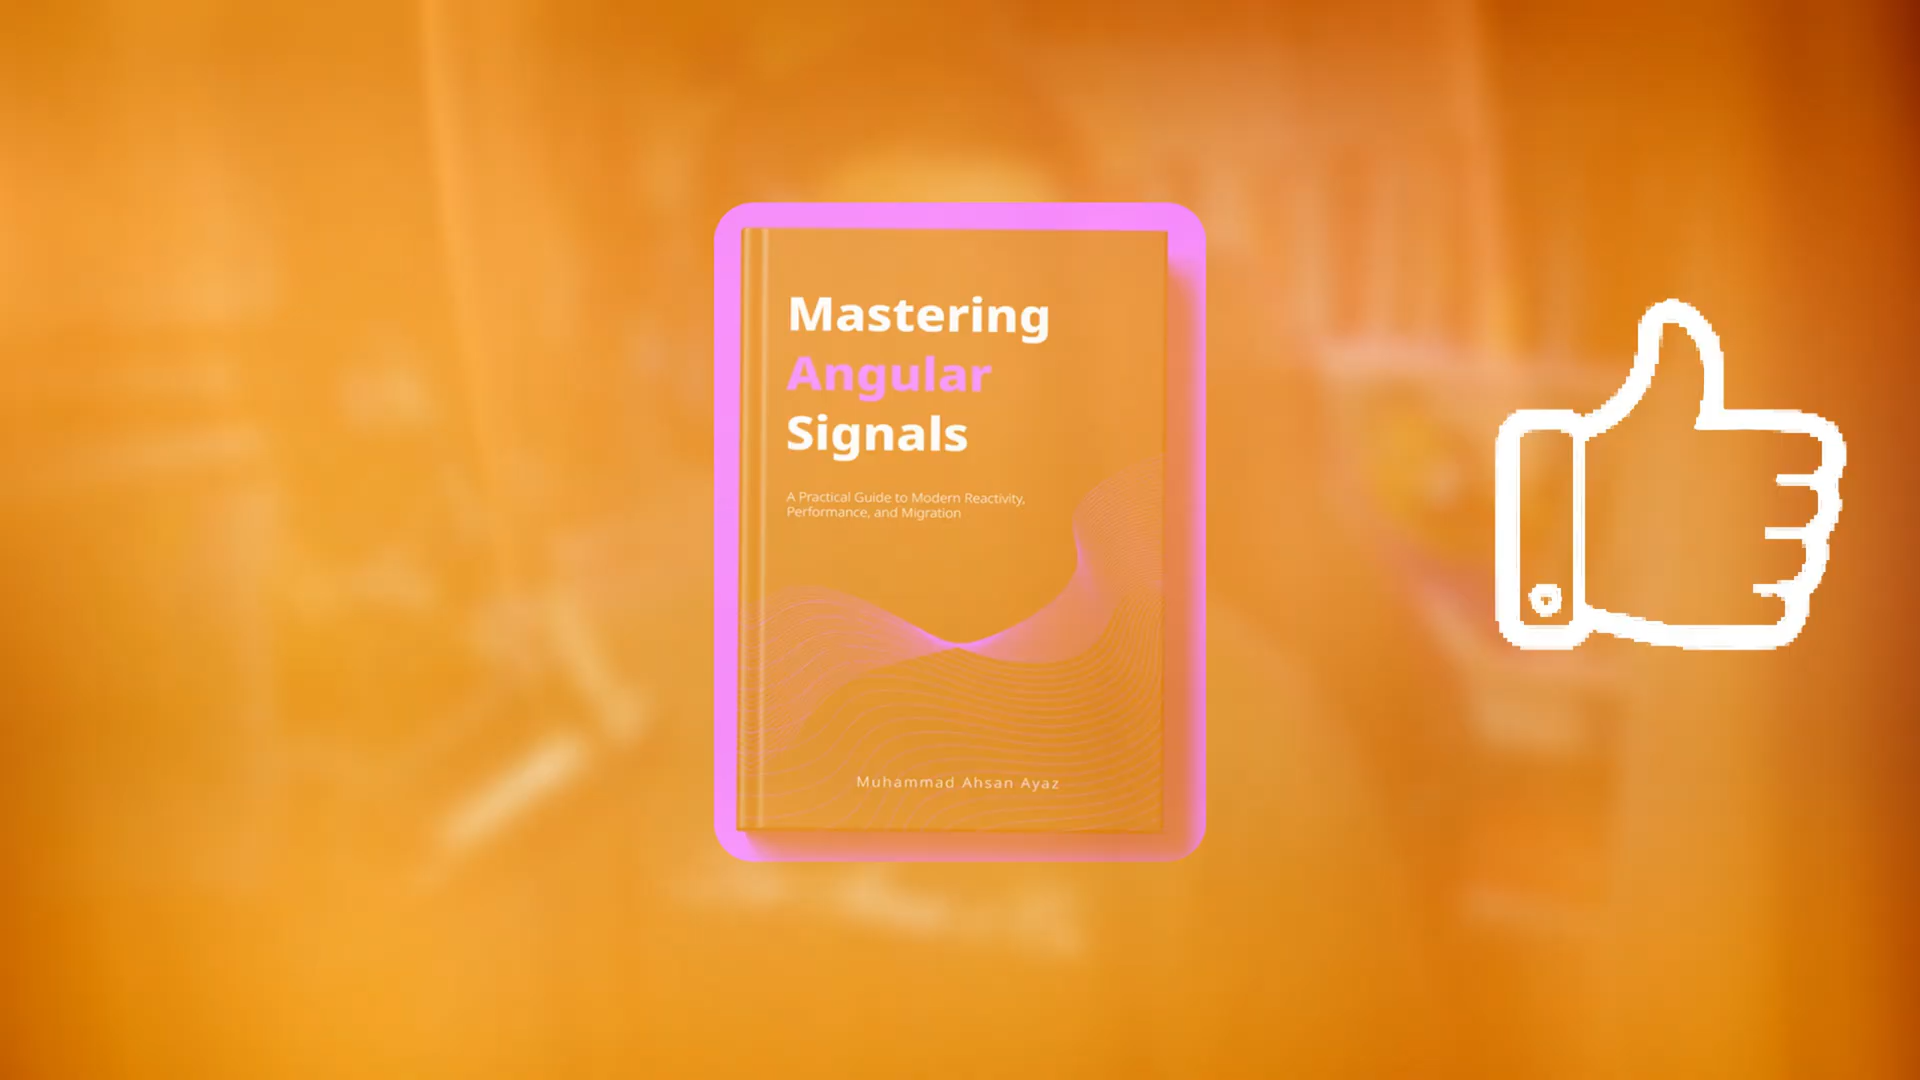 Mastering
Angular
Signals
A Practical Guide to Modern Reactivity,
Performance, and Migration
Muhammad Ahsan Ayaz